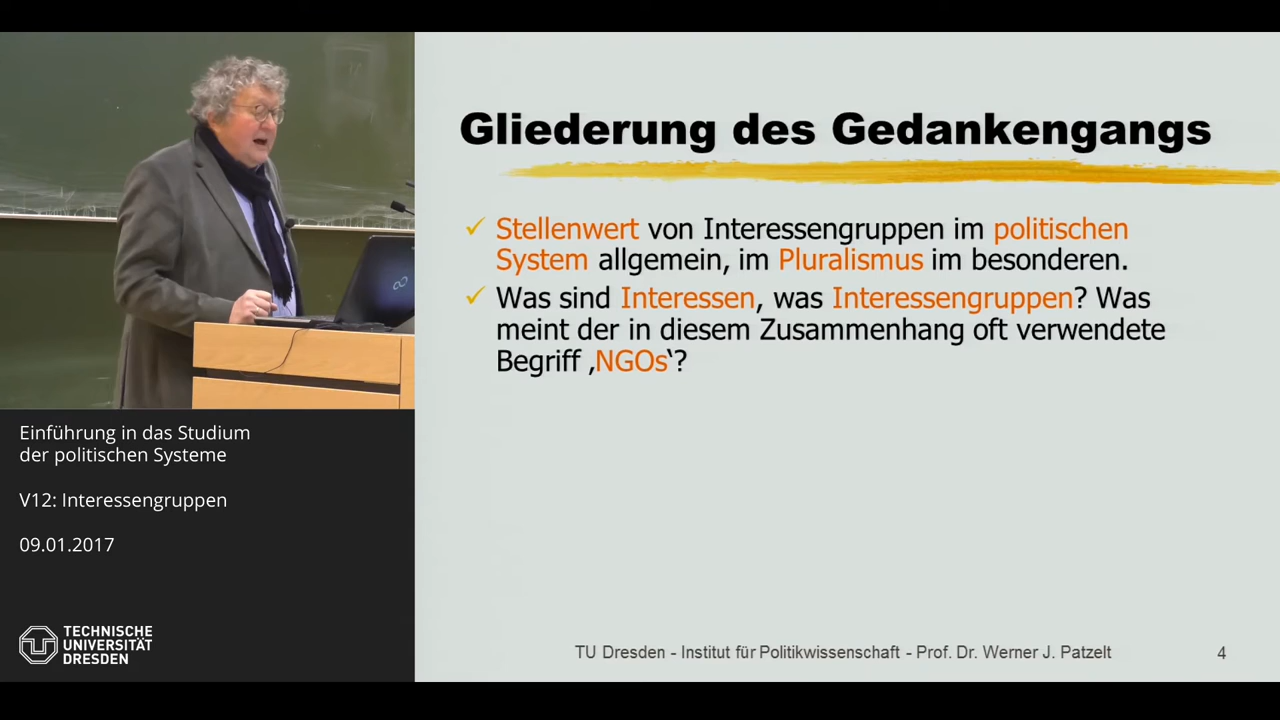 Gliederung des Gedankengangs
Stellenwert von Interessengruppen im politischen
System allgemein, im Pluralismus im besonderen.
Was sind Interessen, was Interessengruppen? Was
meint der in diesem Zusammenhang oft verwendete
Begriff ‚NGOs‘?
Einführung in das Studium
der politischen Systeme
V12: Interessengruppen
09.01.2017
TECHNISCHE
UNIVERSITÄT
DRESDEN
TU Dresden - Institut für Politikwissenschaft - Prof. Dr. Werner J. Patzelt
4